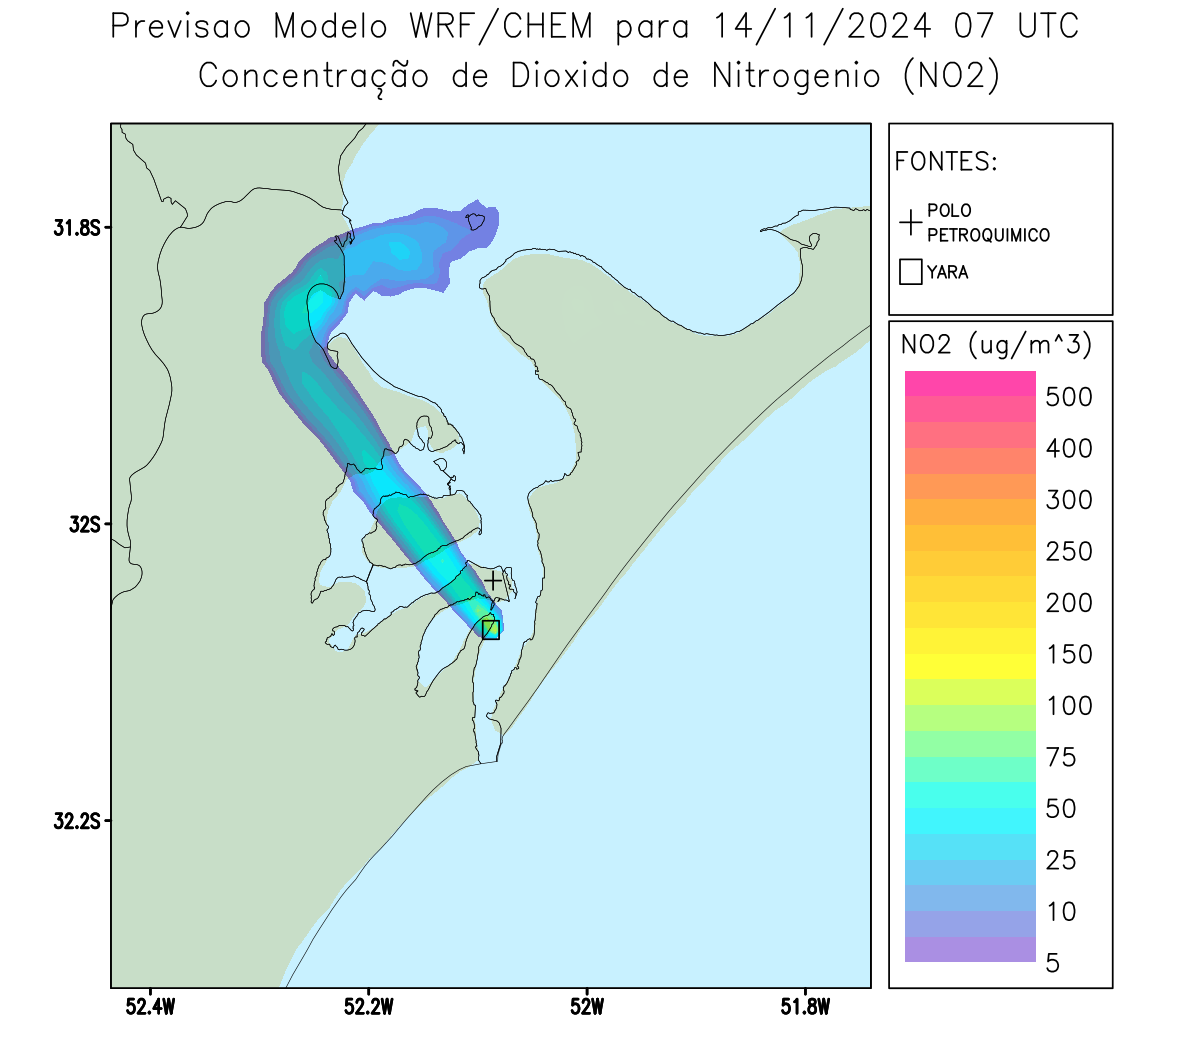 Previsao Modelo WRF/CHEM para 14/11/2024 07 UTC
Concentração de Dioxido de Nitrogenio (NO2)
FONTES:
POLO
PETROQUIMICO
YARA
NO2 (ug/m^3)
500
400
300
250
200
150
100
75
50
25
10
5
31.8S
32S
32.2S
52.4W
52.2W
52W
51.8W